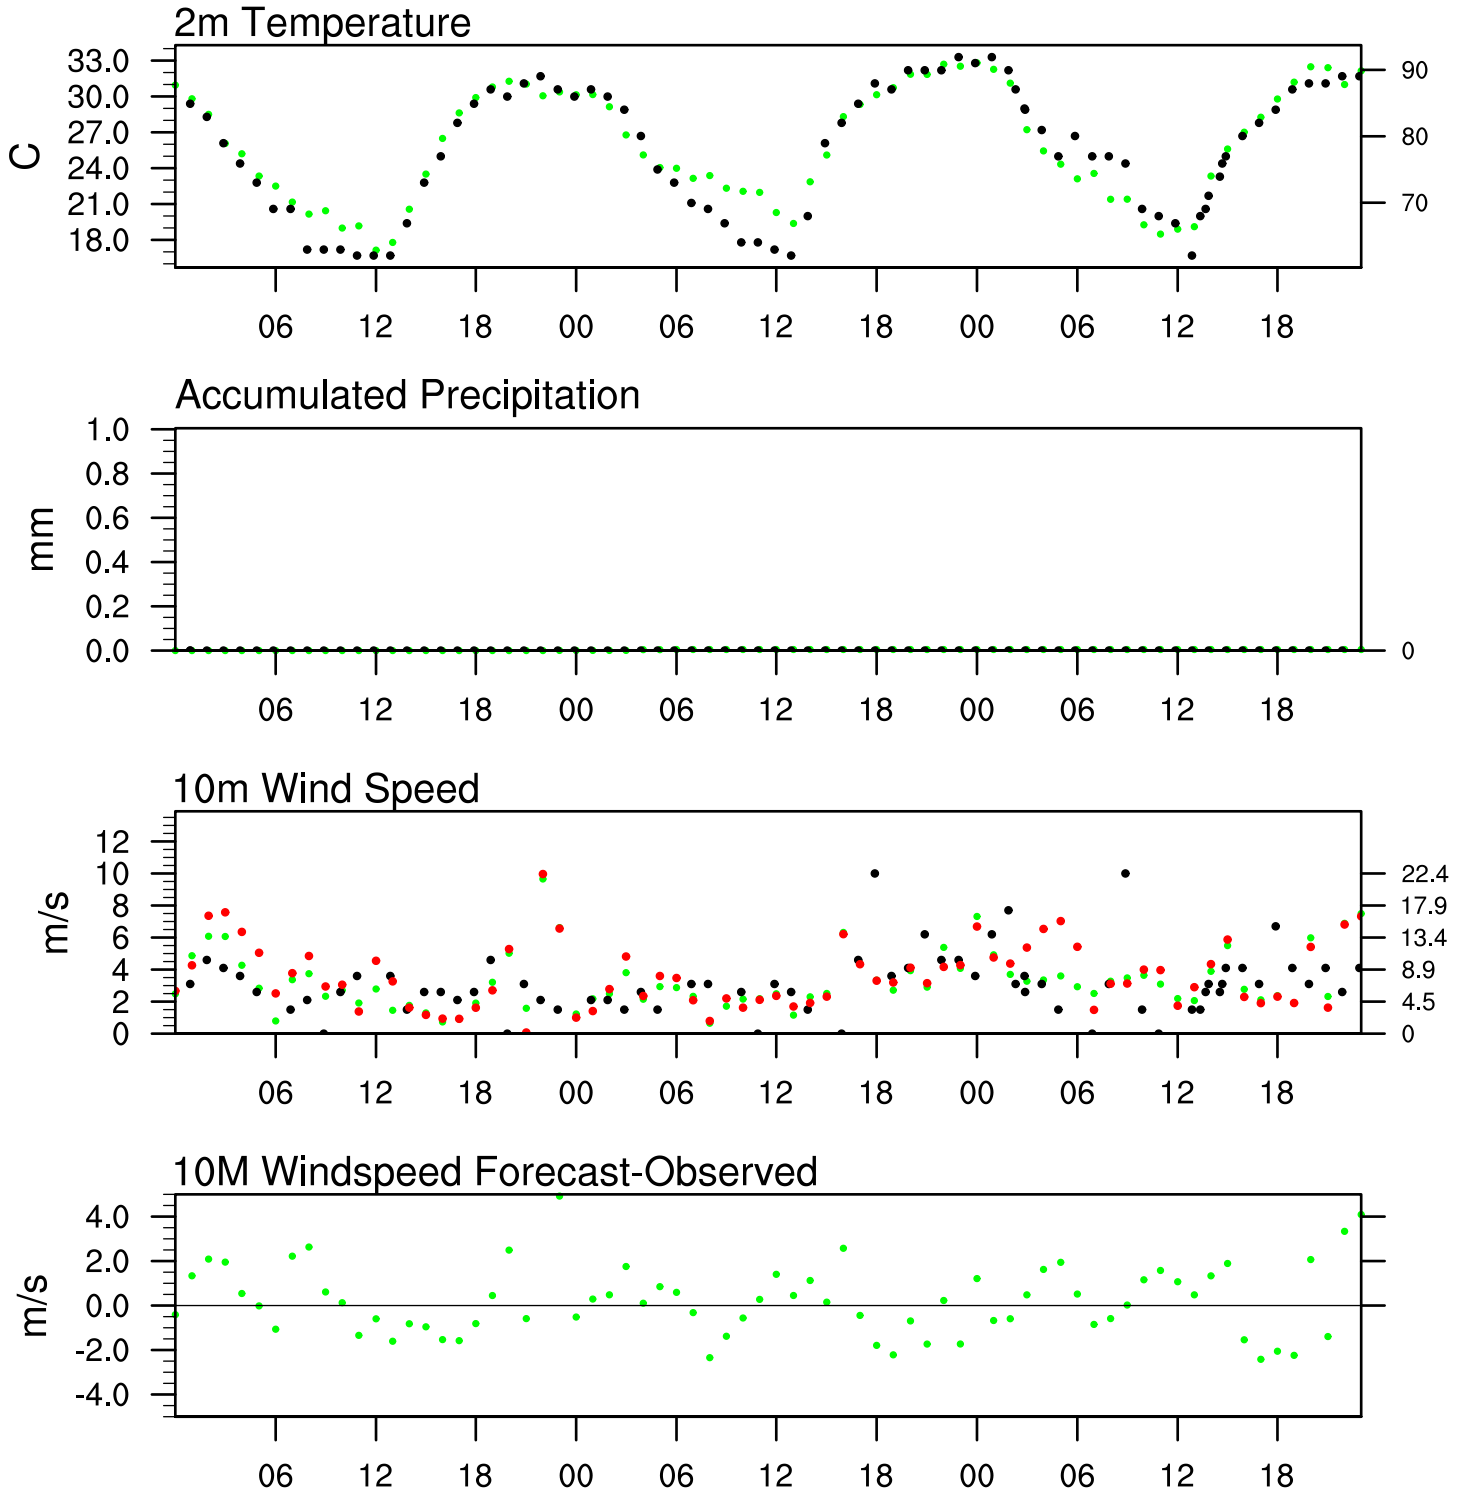 2m Temperature
33.0
30.0
27.0
24.0
21.0
18.0
C
90
80
70
06 12 18 00 06 12 18 00 06 12 18
Accumulated Precipitation
1.0
0.8
0.6
0.4
0.2
0.0
mm
0
06 12 18 00 06 12 18 00 06 12 18
10m Wind Speed
12
10
8
6
4
2
0
m/s
22.4
17.9
13.4
8.9
4.5
0
06 12 18 00 06 12 18 00 06 12 18
10M Windspeed Forecast-Observed
4.0
2.0
0.0
-2.0
-4.0
m/s
06 12 18 00 06 12 18 00 06 12 18